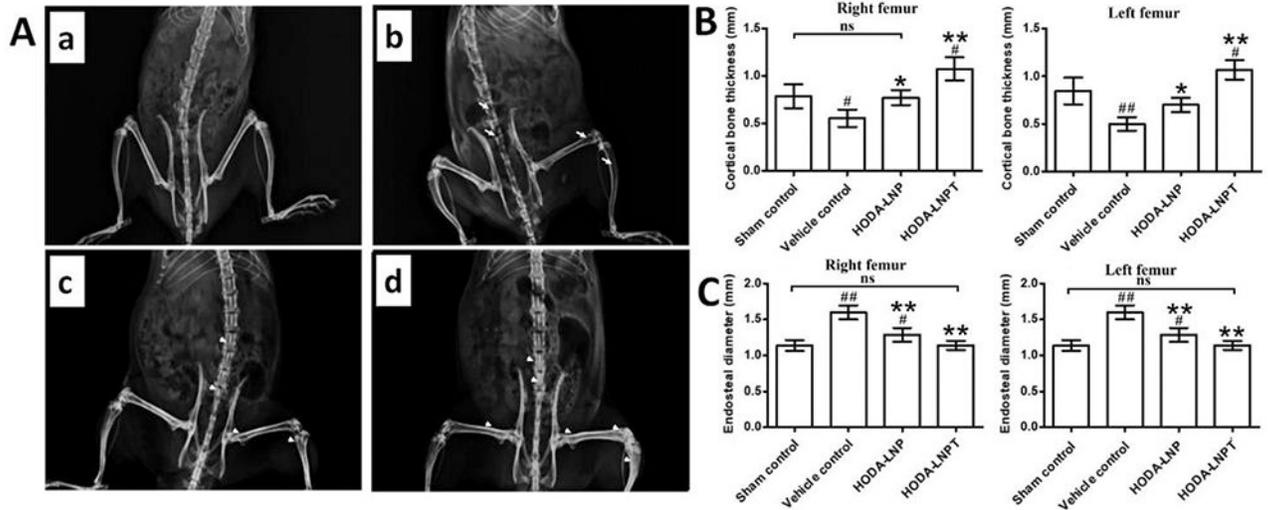 A
a
b
c
d
B
Right femur
ns
Cortical bone thickness (mm)
1.5
1.0
0.5
0.0
#
*
**
#
Sham control
Vehicle control
HODA-LNP
HODA-LNPT
Left femur
Cortical bone thickness (mm)
1.5
1.0
0.5
0.0
##
*
**
#
Sham control
Vehicle control
HODA-LNP
HODA-LNPT
C
Right femur
ns
Endosteal diameter (mm)
2.0
1.5
1.0
0.5
0.0
##
**
#
**
Sham control
Vehicle control
HODA-LNP
HODA-LNPT
Left femur
ns
Endosteal diameter (mm)
2.0
1.5
1.0
0.5
0.0
##
**
#
**
Sham control
Vehicle control
HODA-LNP
HODA-LNPT